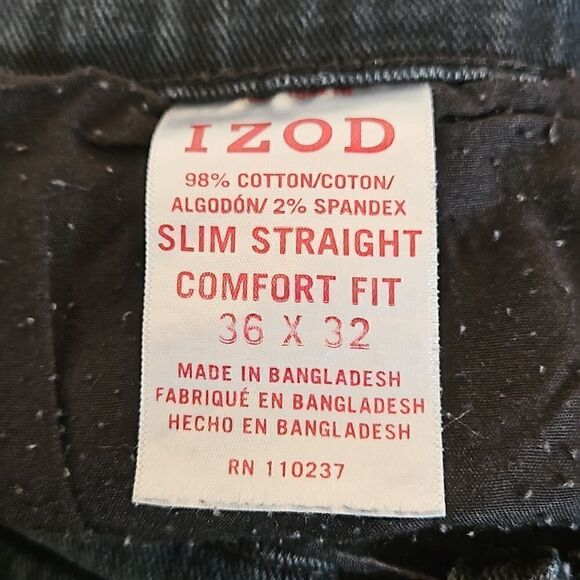 IZOD
98% COTTON/COTON/
ALGODÓN/ 2% SPANDEX
SLIM STRAIGHT
COMFORT FIT
36 X 32
MADE IN BANGLADESH
FABRIQUÉ EN BANGLADESH
HECHO EN BANGLADESH
RN 110237